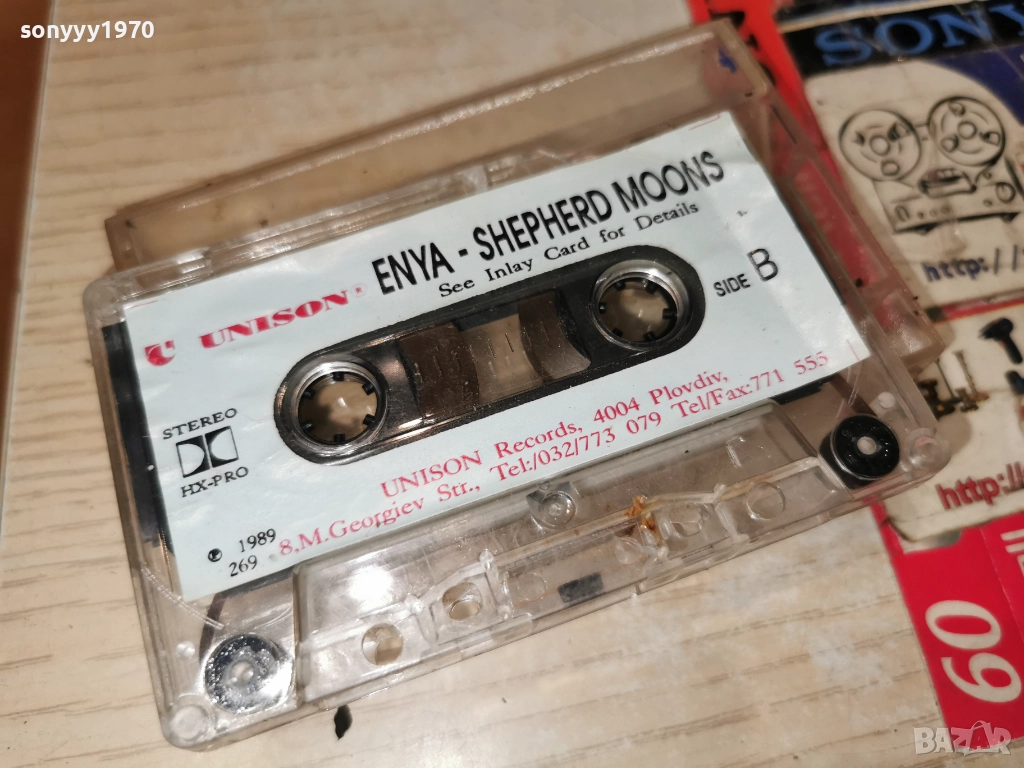 sonyyy1970
SONY
ENYA - SHEPHERD MOONS
See Inlay Card for Details
UNISON
SIDE B
STEREO
HX-PRO
UNISON Records, 4004 Plovdiv,
8,M.Georgiev Str., Tel:/032/773 079 Tel/Fax:771 555
℗ 1989
269
http://
http://
60
BAZAR